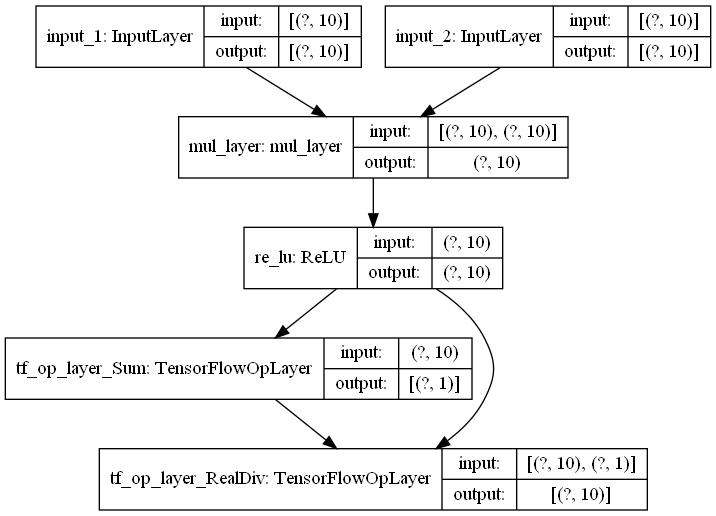 input_1: InputLayer
input:
[(?, 10)]
output:
[(?, 10)]
input_2: InputLayer
input:
[(?, 10)]
output:
[(?, 10)]
mul_layer: mul_layer
input:
[(?, 10), (?, 10)]
output:
(?, 10)
re_lu: ReLU
input:
(?, 10)
output:
(?, 10)
tf_op_layer_Sum: TensorFlowOpLayer
input:
(?, 10)
output:
[(?, 1)]
tf_op_layer_RealDiv: TensorFlowOpLayer
input:
[(?, 10), (?, 1)]
output:
[(?, 10)]